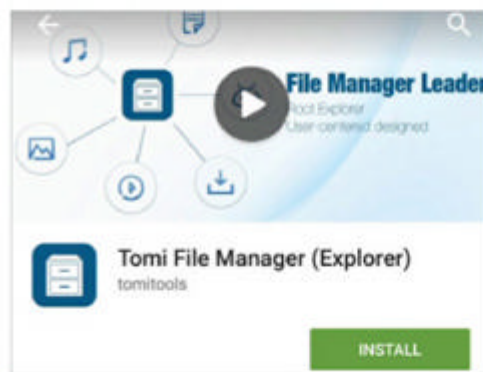 File Manager Leader
Root Explorer
User centered designed
Tomi File Manager (Explorer)
tomitools
INSTALL